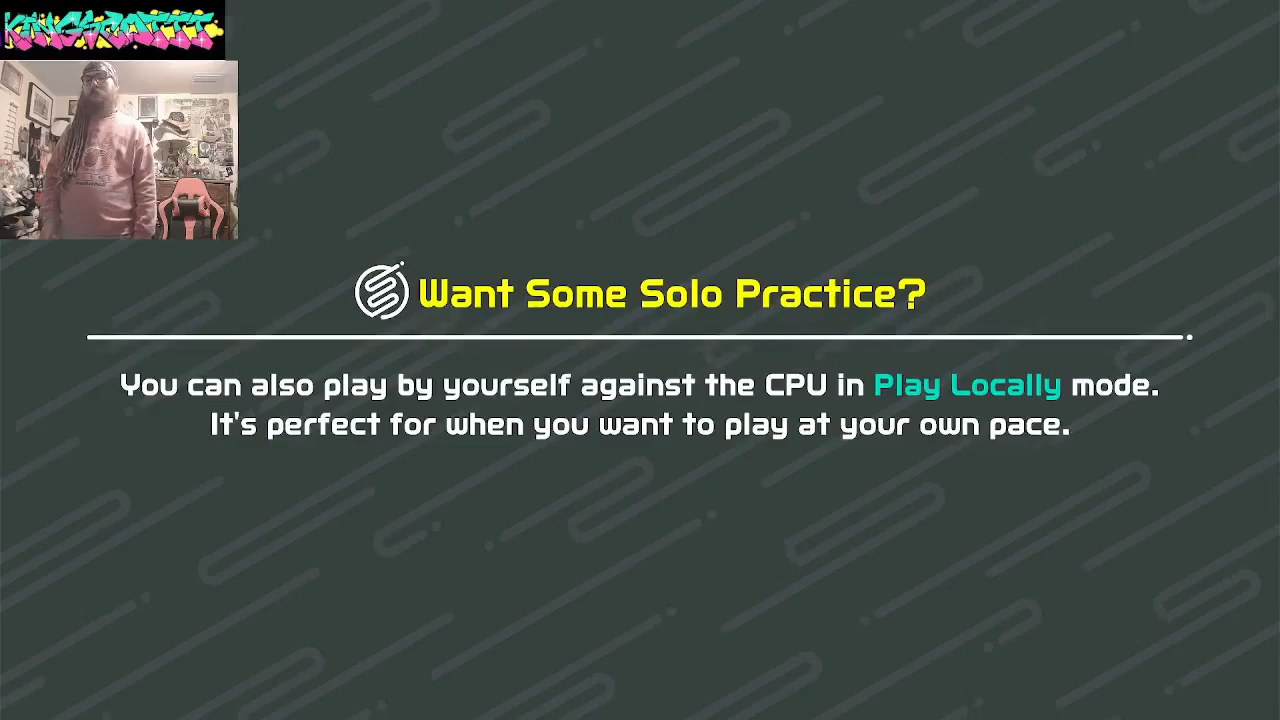 KINGSCOTTT
Want Some Solo Practice?
You can also play by yourself against the CPU in Play Locally mode.
It's perfect for when you want to play at your own pace.